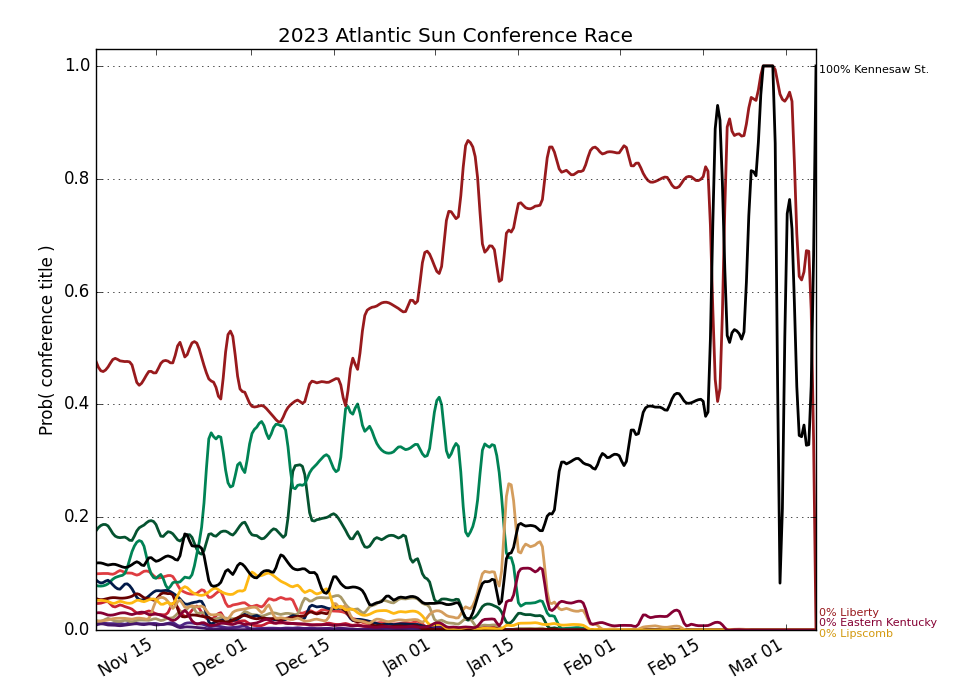 2023 Atlantic Sun Conference Race
Prob( conference title )
1.0
0.8
0.6
0.4
0.2
0.0
Nov 15
Dec 01
Dec 15
Jan 01
Jan 15
Feb 01
Feb 15
Mar 01
100% Kennesaw St.
0% Liberty
0% Eastern Kentucky
0% Lipscomb